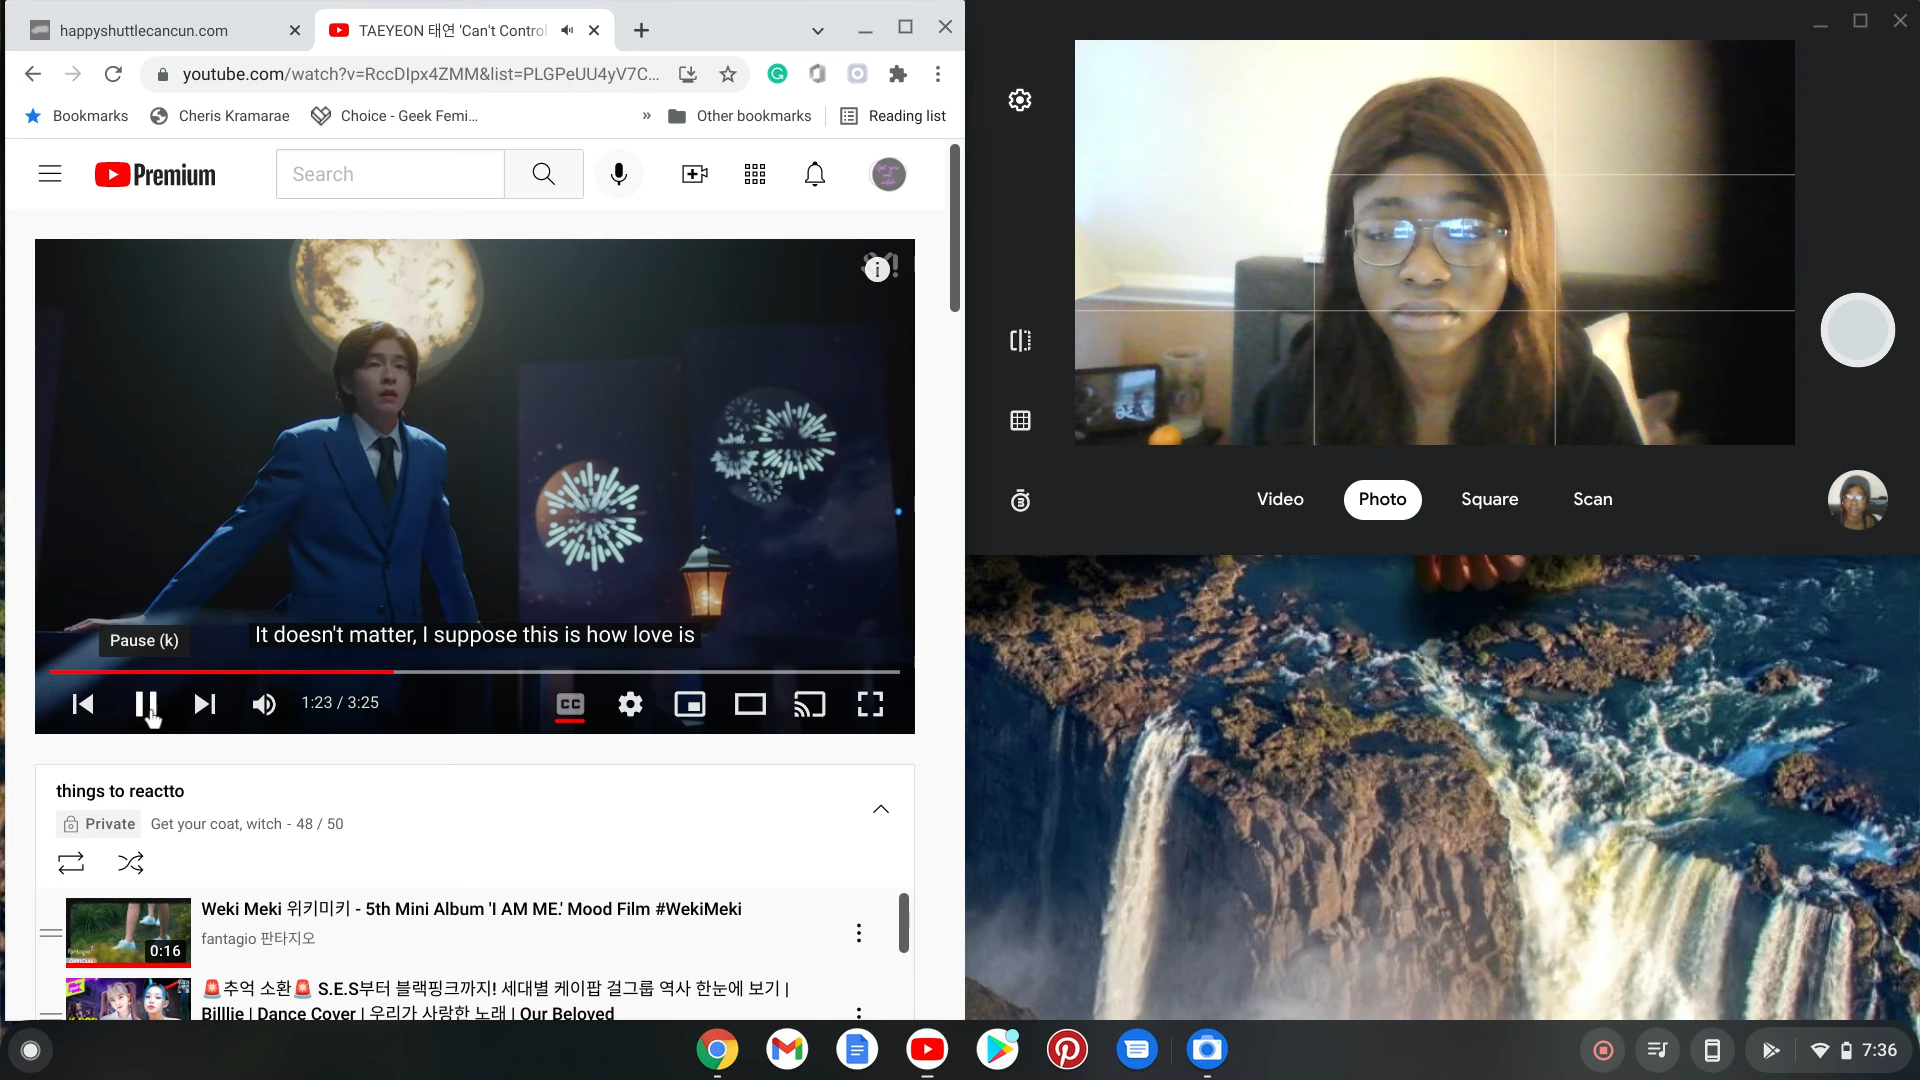 happyshuttlecancun.com
TAEYEON 태연 'Can't Control
youtube.com/watch?v=RccDIpx4ZMM&list=PLGPeUU4yV7C...
Bookmarks
Cheris Kramarae
Choice - Geek Femi...
»
Other bookmarks
Reading list
Premium
Search
It doesn't matter, I suppose this is how love is
Pause (k)
1:23 / 3:25
CC
things to reactto
Private
Get your coat, witch - 48 / 50
Weki Meki 위키미키 - 5th Mini Album 'I AM ME.' Mood Film #WekiMeki
fantagio 판타지오
0:16
🚨추억 소환🚨 S.E.S부터 블랙핑크까지! 세대별 케이팝 걸그룹 역사 한눈에 보기 |
Billlie | Dance Cover | 우리가 사랑한 노래 | Our Beloved
Video
Photo
Square
Scan
7:36